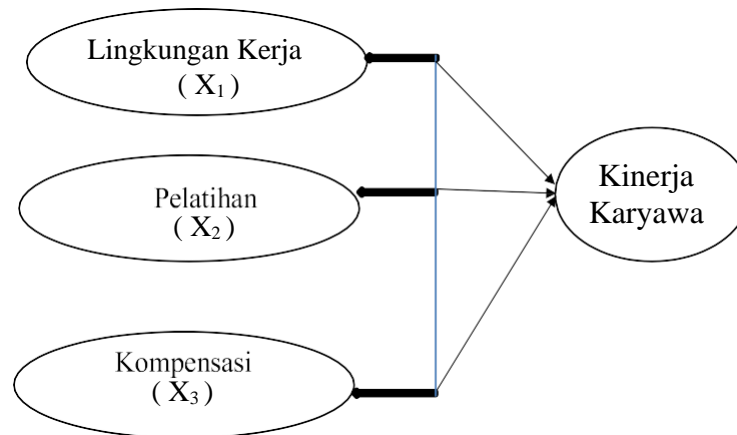 Lingkungan Kerja
( X₁ )
Pelatihan
( X₂ )
Kompensasi
( X₃ )
Kinerja
Karyawa